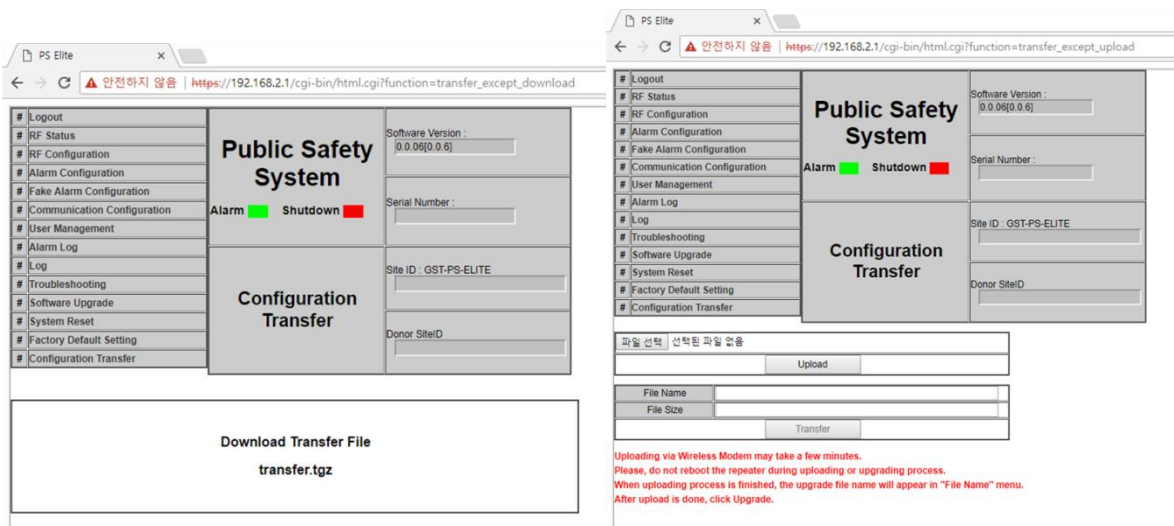 PS Elite
안전하지 않음 | https://192.168.2.1/cgi-bin/html.cgi?function=transfer_except_download
# Logout
# RF Status
# RF Configuration
# Alarm Configuration
# Fake Alarm Configuration
# Communication Configuration
# User Management
# Alarm Log
# Log
# Troubleshooting
# Software Upgrade
# System Reset
# Factory Default Setting
# Configuration Transfer
Public Safety
System
Alarm Shutdown
Configuration
Transfer
Software Version :
0.0.06[0.0.6]
Serial Number :
Site ID : GST-PS-ELITE
Donor SiteID
Download Transfer File
transfer.tgz
PS Elite
안전하지 않음 | https://192.168.2.1/cgi-bin/html.cgi?function=transfer_except_upload
# Logout
# RF Status
# RF Configuration
# Alarm Configuration
# Fake Alarm Configuration
# Communication Configuration
# User Management
# Alarm Log
# Log
# Troubleshooting
# Software Upgrade
# System Reset
# Factory Default Setting
# Configuration Transfer
Public Safety
System
Alarm Shutdown
Configuration
Transfer
Software Version :
0.0.06[0.0.6]
Serial Number :
Site ID : GST-PS-ELITE
Donor SiteID
파일 선택 선택된 파일 없음
Upload
File Name
File Size
Transfer
Uploading via Wireless Modem may take a few minutes.
Please, do not reboot the repeater during uploading or upgrading process.
When uploading process is finished, the upgrade file name will appear in "File Name" menu.
After upload is done, click Upgrade.